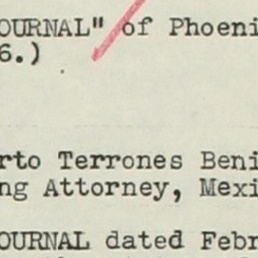 OURNAL" of Phoeni
6.)
rto Terrones Beni
ng Attorney, Mexi
OURNAL dated Febr